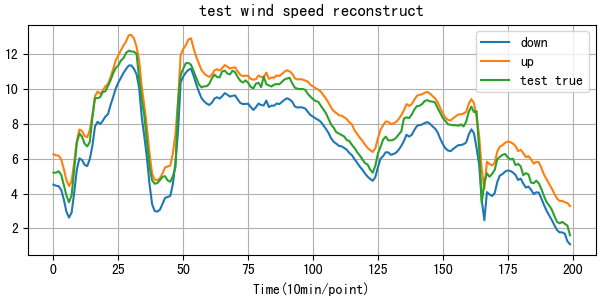 test wind speed reconstruct
down
up
test true
12
10
8
6
4
2
0 25 50 75 100 125 150 175 200
Time(10min/point)